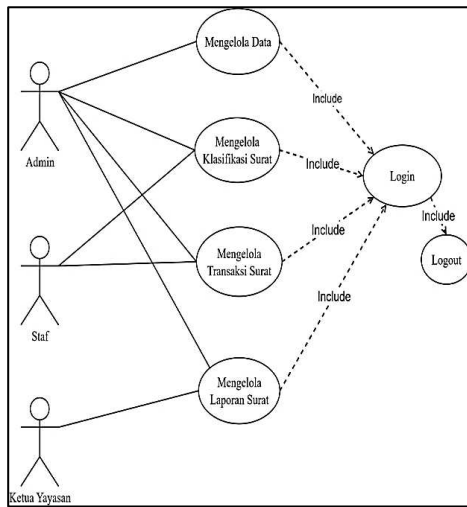 Mengelola Data
Include
Admin
Mengelola
Klasifikasi Surat
Include
Login
Include
Mengelola
Transaksi Surat
Include
Logout
Staf
Include
Mengelola
Laporan Surat
Ketua Yayasan